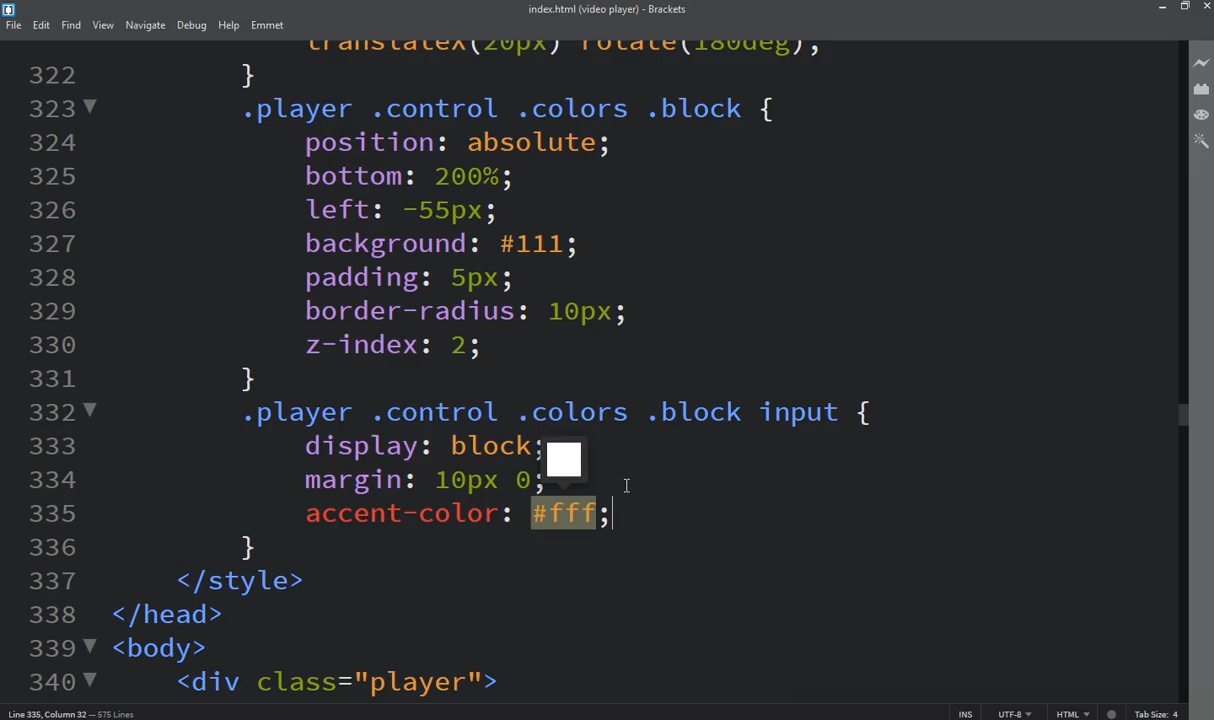 index.html (video player) - Brackets
File Edit Find View Navigate Debug Help Emmet
translateX(20px) rotate(180deg);
322 }
323 .player .control .colors .block {
324 position: absolute;
325 bottom: 200%;
326 left: -55px;
327 background: #111;
328 padding: 5px;
329 border-radius: 10px;
330 z-index: 2;
331 }
332 .player .control .colors .block input {
333 display: block;
334 margin: 10px 0;
335 accent-color: #fff;
336 }
337 </style>
338 </head>
339 <body>
340 <div class="player">
Line 335, Column 32 — 575 Lines INS UTF-8 HTML Tab Size: 4